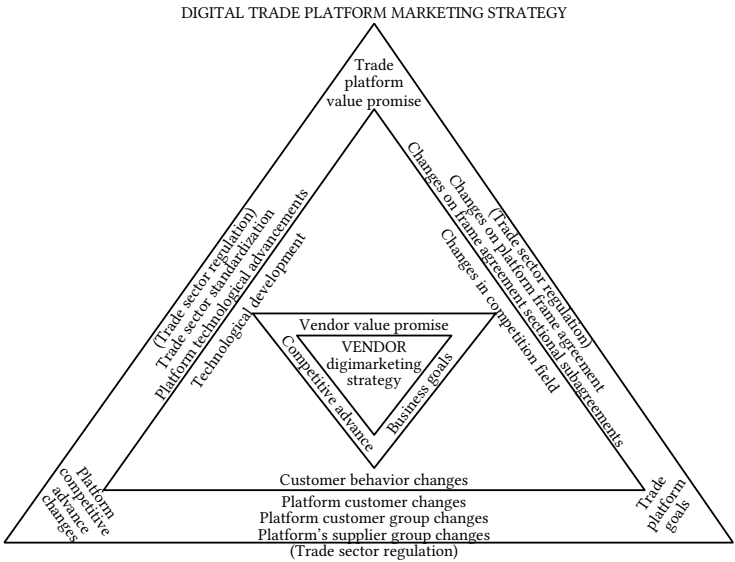 DIGITAL TRADE PLATFORM MARKETING STRATEGY
Trade
platform
value promise
(Trade sector regulation)
Trade sector standardization
Platform technological advancements
Technological development
(Trade sector regulation)
Changes on platform frame agreement
Changes on frame agreement sectional subagreements
Changes in competition field
Vendor value promise
VENDOR
digimarketing
strategy
Competitive advance
Business goals
Platform
competitive
advance
changes
Trade
platform
goals
Customer behavior changes
Platform customer changes
Platform customer group changes
Platform's supplier group changes
(Trade sector regulation)